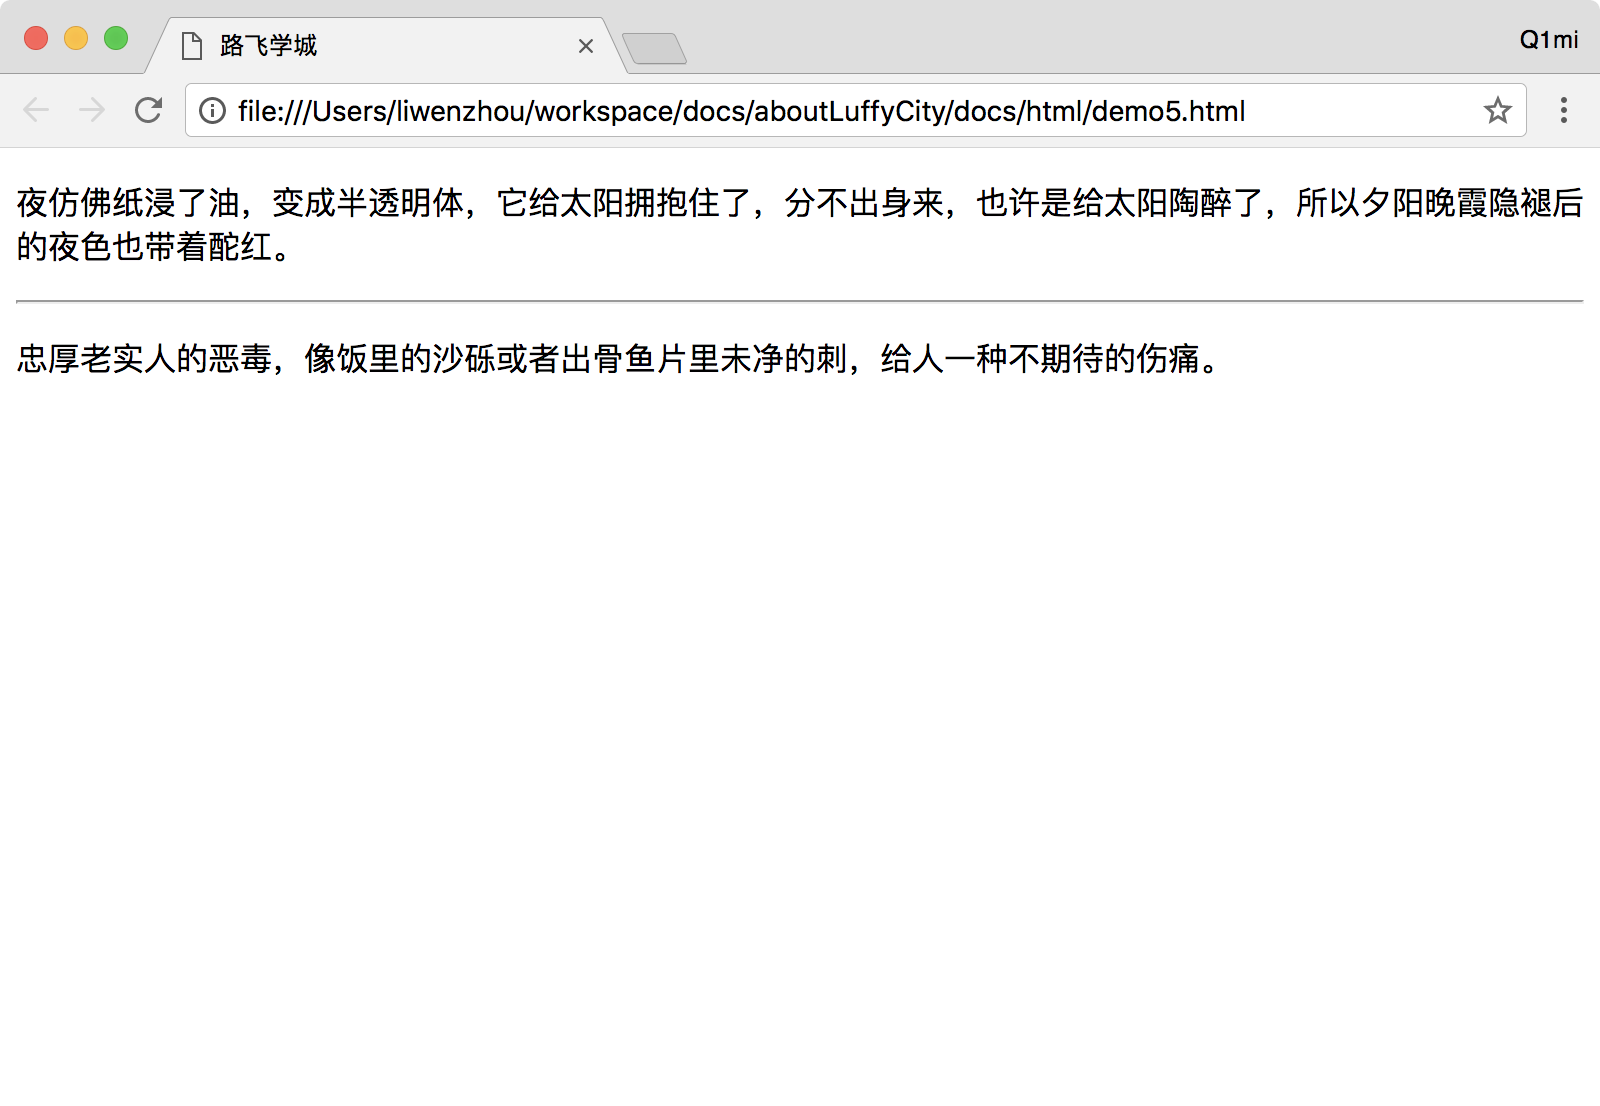 路飞学城
Q1mi
file:///Users/liwenzhou/workspace/docs/aboutLuffyCity/docs/html/demo5.html
夜仿佛纸浸了油，变成半透明体，它给太阳拥抱住了，分不出身来，也许是给太阳陶醉了，所以夕阳晚霞隐褪后
的夜色也带着酡红。
忠厚老实人的恶毒，像饭里的沙砾或者出骨鱼片里未净的刺，给人一种不期待的伤痛。